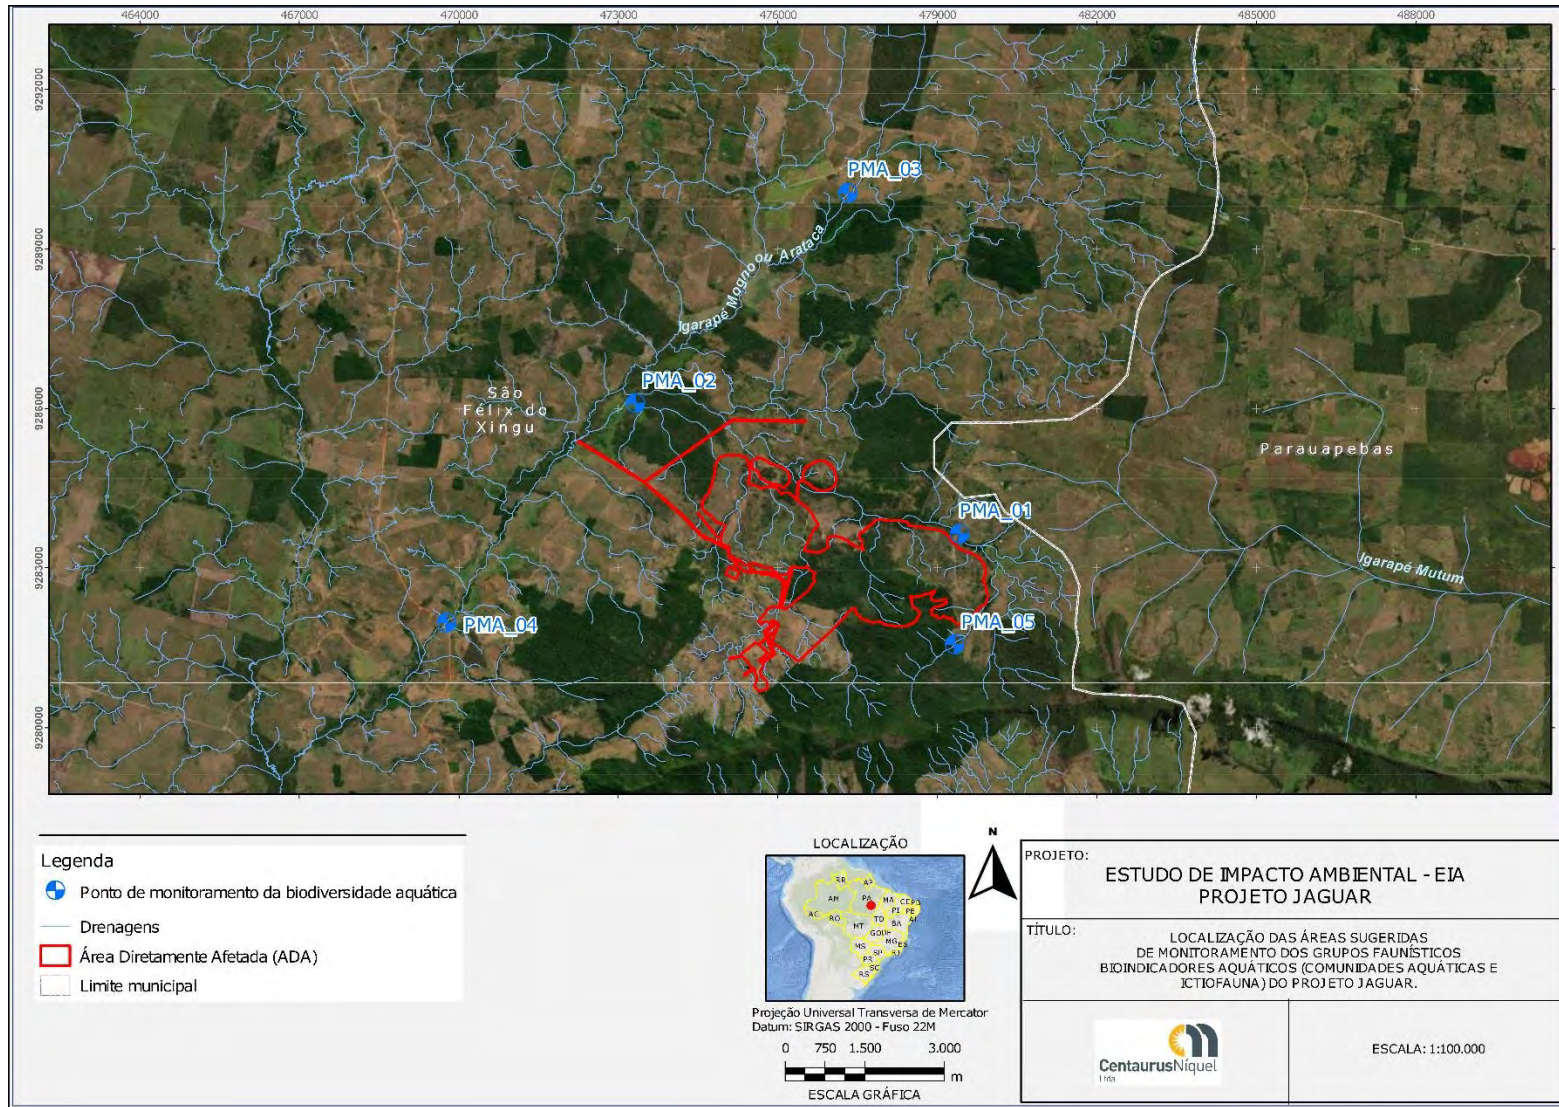 464000
467000
470000
473000
476000
479000
482000
485000
488000
9292000
9289000
9286000
9283000
9280000
PMA_03
Igarapé Mogno ou Arataca
PMA_02
São
Félix do
Xingu
Parauapebas
PMA_01
Igarapé Mutum
PMA_04
PMA_05
Legenda
Ponto de monitoramento da biodiversidade aquática
Drenagens
Área Diretamente Afetada (ADA)
Limite municipal
LOCALIZAÇÃO
RR
AP
AM
PA
MA
CE
PI
PE
AC
RO
TO
BA
MT
GO
DF
MG
ES
MS
SP
RJ
PR
SC
RS
Projeção Universal Transversa de Mercator
Datum: SIRGAS 2000 - Fuso 22M
0 750 1.500 3.000
m
ESCALA GRÁFICA
N
PROJETO:
ESTUDO DE IMPACTO AMBIENTAL - EIA
PROJETO JAGUAR
TÍTULO:
LOCALIZAÇÃO DAS ÁREAS SUGERIDAS
DE MONITORAMENTO DOS GRUPOS FAUNÍSTICOS
BIOINDICADORES AQUÁTICOS (COMUNIDADES AQUÁTICAS E
ICTIOFAUNA) DO PROJETO JAGUAR.
CentaurusNíquel
Ltda
ESCALA: 1:100.000